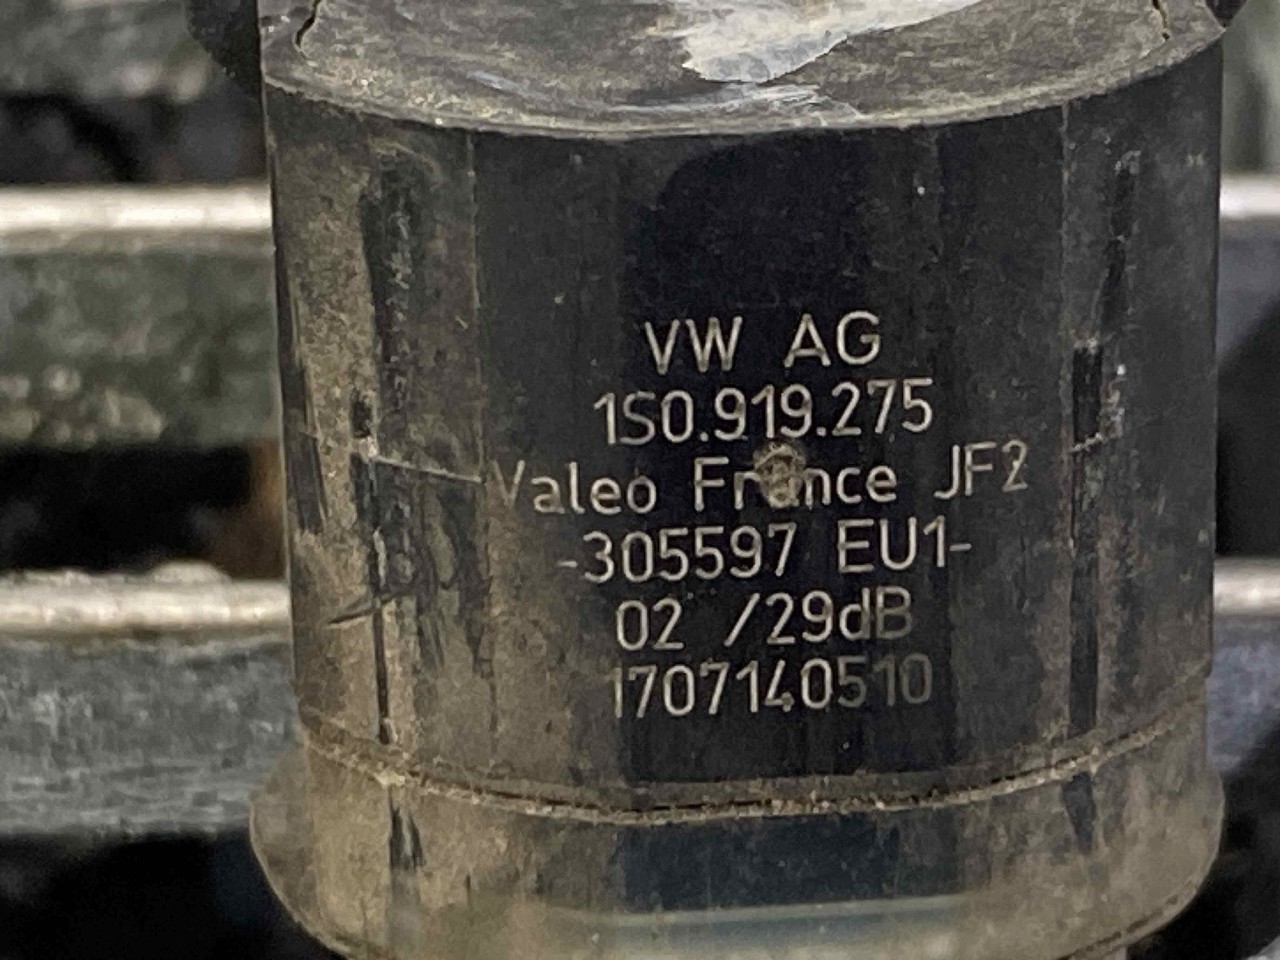 VW AG
1S0.919.275
Valeo France JF2
-305597 EU1-
02 /29dB
1707140510